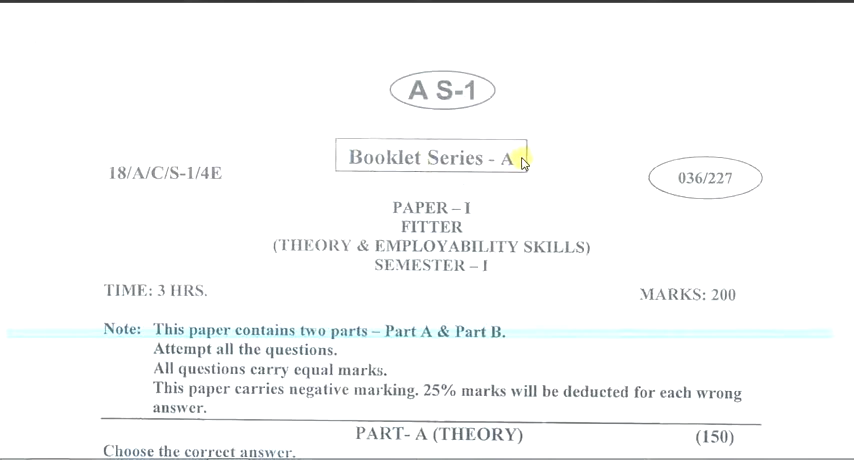 A S-1
Booklet Series - A
18/A/C/S-1/4E
036/227
PAPER – I
FITTER
(THEORY & EMPLOYABILITY SKILLS)
SEMESTER – I
TIME: 3 HRS.
MARKS: 200
Note: This paper contains two parts – Part A & Part B.
Attempt all the questions.
All questions carry equal marks.
This paper carries negative marking. 25% marks will be deducted for each wrong
answer.
PART- A (THEORY)
(150)
Choose the correct answer.